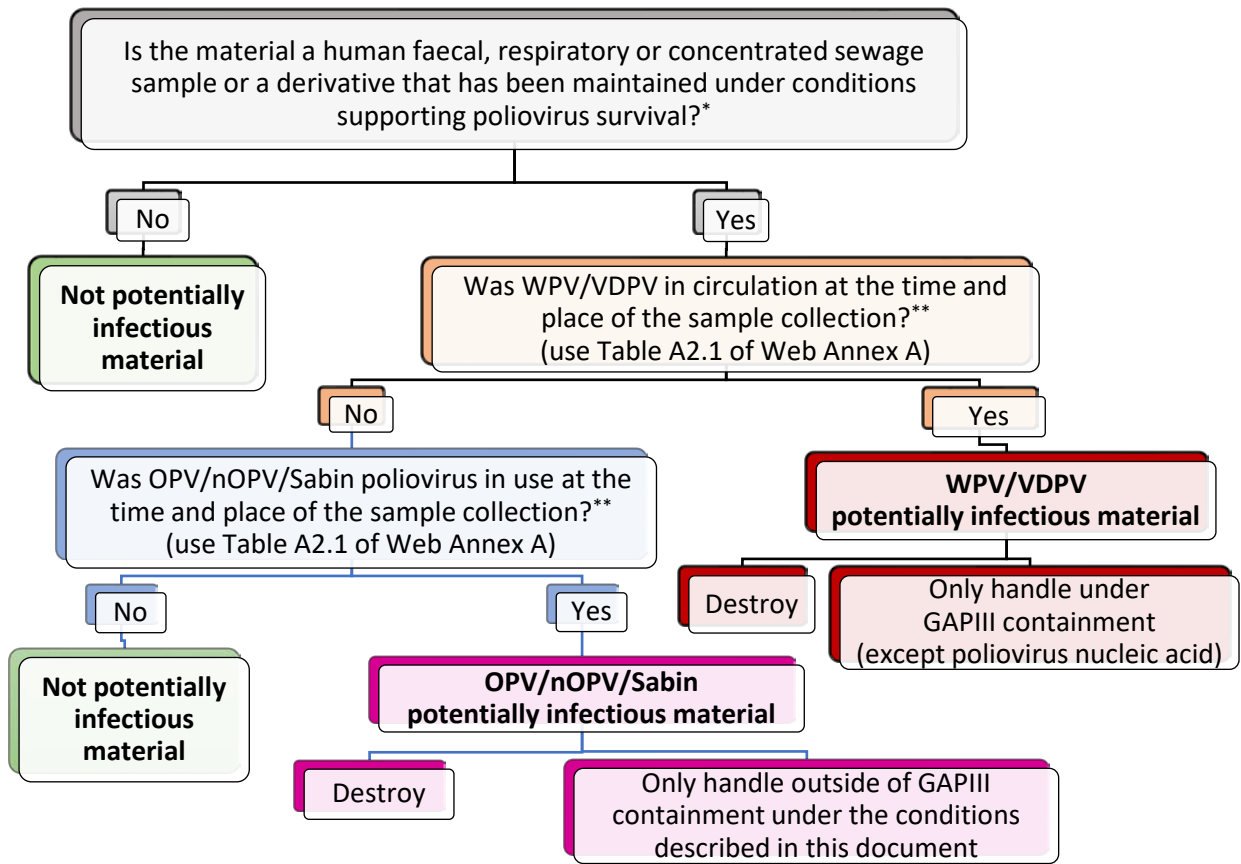 Is the material a human faecal, respiratory or concentrated sewage
sample or a derivative that has been maintained under conditions
supporting poliovirus survival?*
No
Yes
Not potentially
infectious
material
Was WPV/VDPV in circulation at the time and
place of the sample collection?**
(use Table A2.1 of Web Annex A)
No
Yes
Was OPV/nOPV/Sabin poliovirus in use at the
time and place of the sample collection?**
(use Table A2.1 of Web Annex A)
WPV/VDPV
potentially infectious material
No
Yes
Destroy
Only handle under
GAPIII containment
(except poliovirus nucleic acid)
Not potentially
infectious
material
OPV/nOPV/Sabin
potentially infectious material
Destroy
Only handle outside of GAPIII
containment under the conditions
described in this document